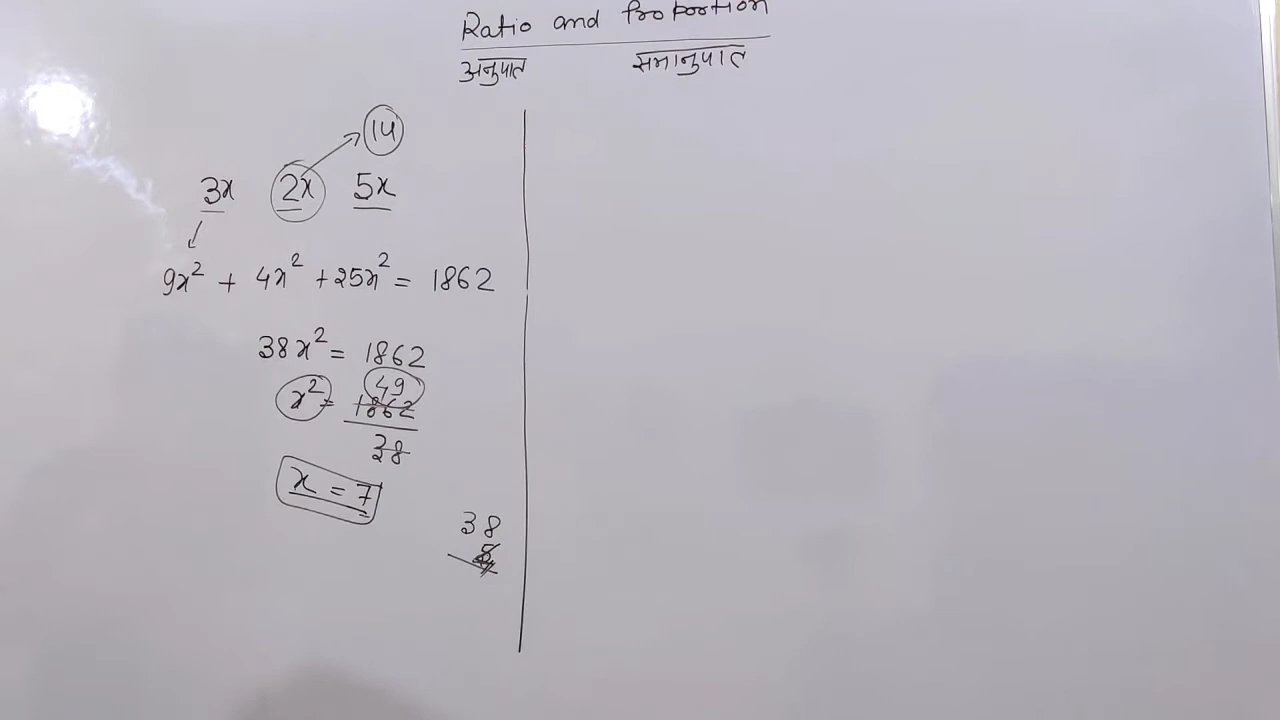 Ratio and Proportion
अनुपात समानुपात
14
3x 2x 5x
9x² + 4x² + 25x² = 1862
38x² = 1862
49
x² = 1862
38
x = 7
38